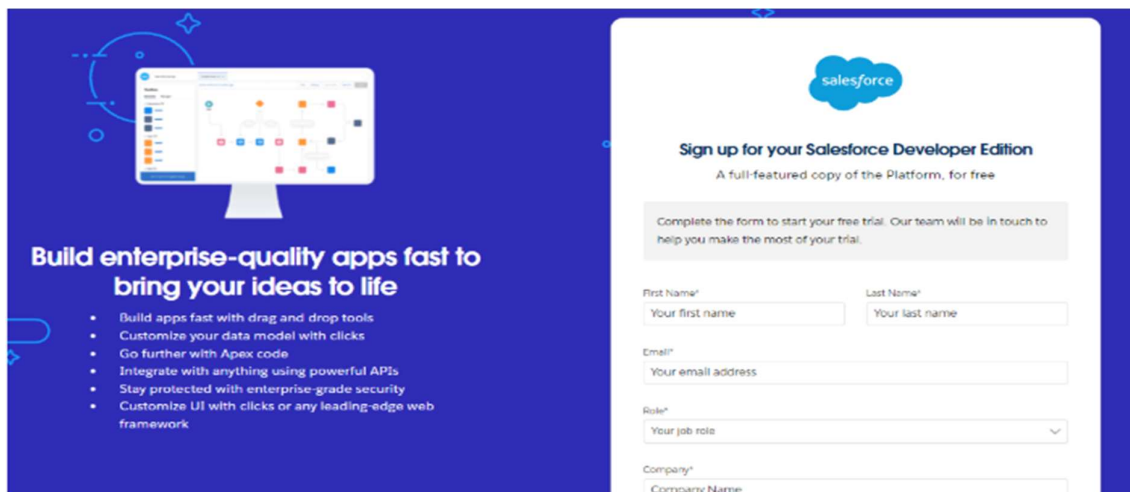 Build enterprise-quality apps fast to
bring your ideas to life
• Build apps fast with drag and drop tools
• Customize your data model with clicks
• Go further with Apex code
• Integrate with anything using powerful APIs
• Stay protected with enterprise-grade security
• Customize UI with clicks or any leading-edge web
framework
salesforce
Sign up for your Salesforce Developer Edition
A full-featured copy of the Platform, for free
Complete the form to start your free trial. Our team will be in touch to
help you make the most of your trial.
First Name* Last Name*
Your first name Your last name
Email*
Your email address
Role*
Your job role
Company*
Company Name